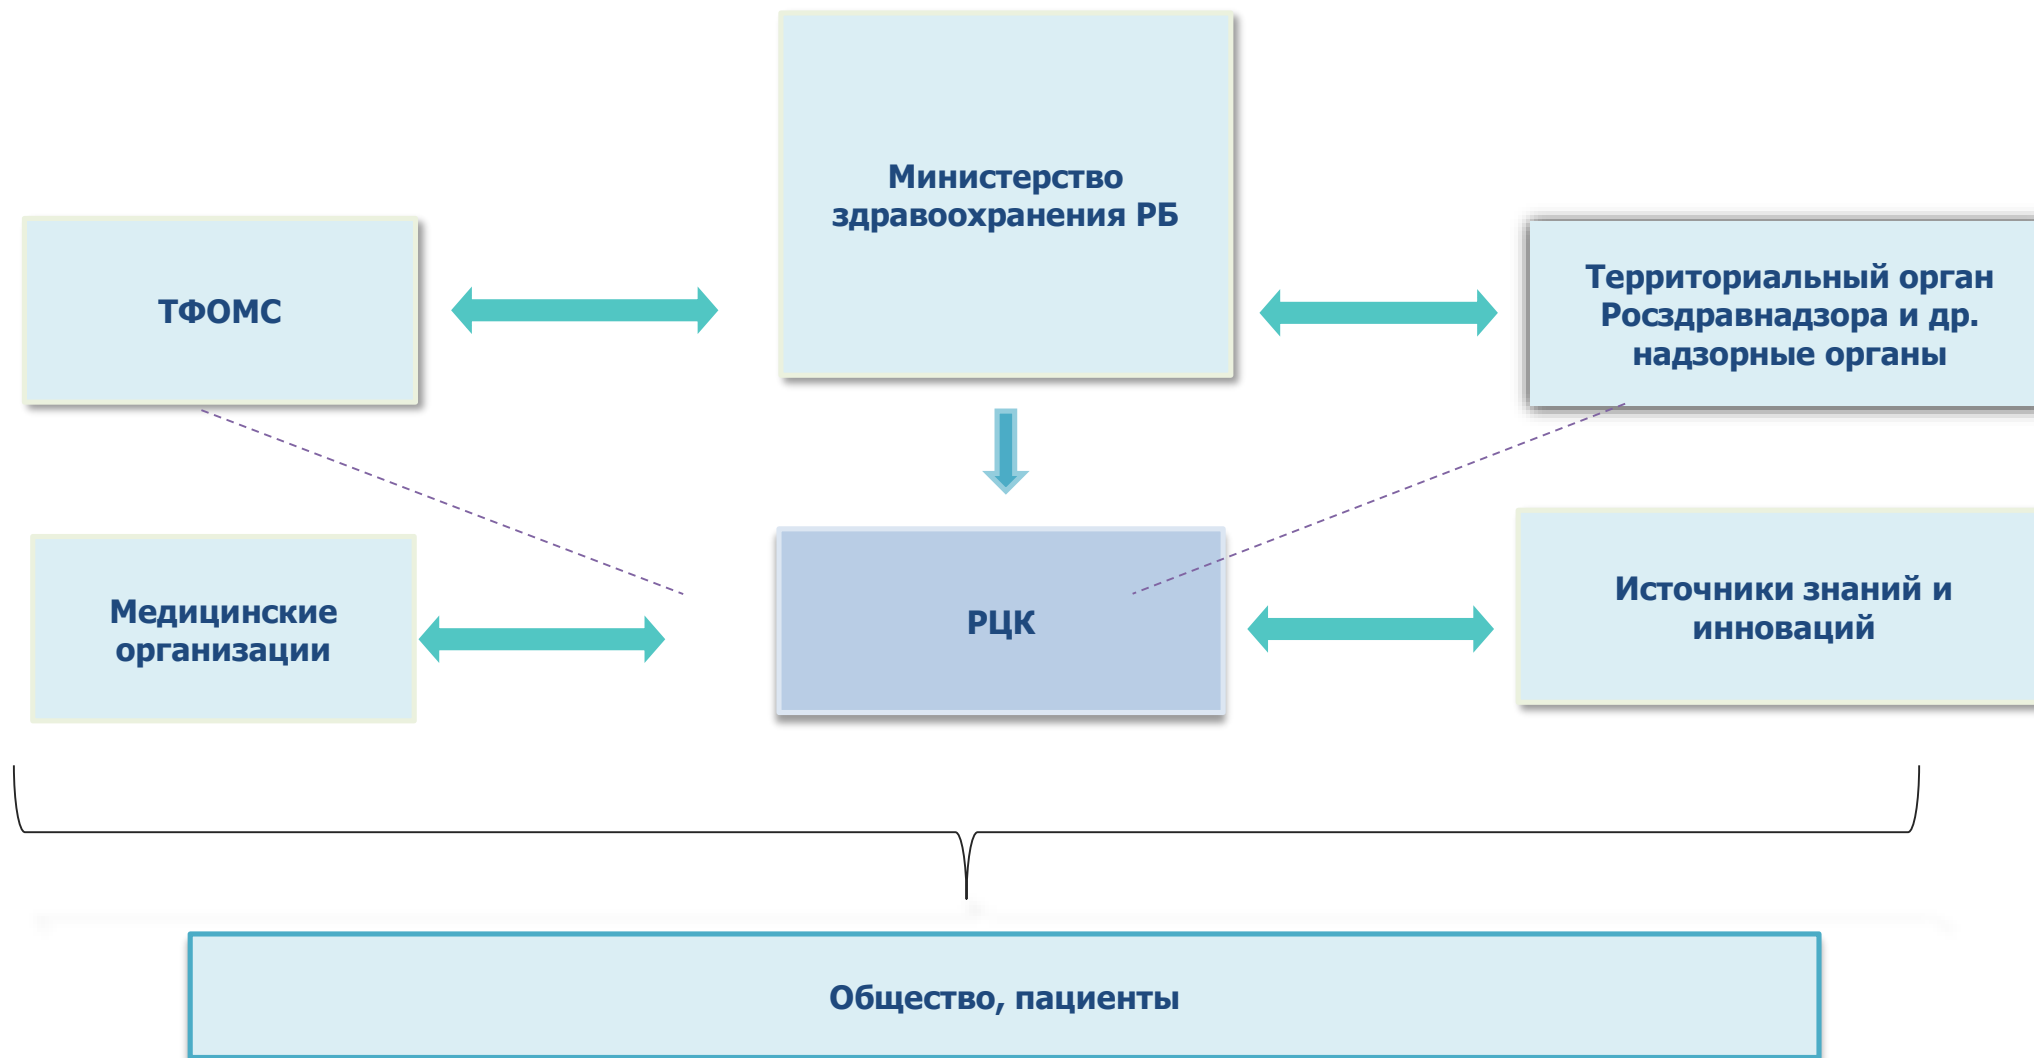 Министерство
здравоохранения РБ
ТФОМС
Территориальный орган
Росздравнадзора и др.
надзорные органы
Медицинские
организации
РЦК
Источники знаний и
инноваций
Общество, пациенты